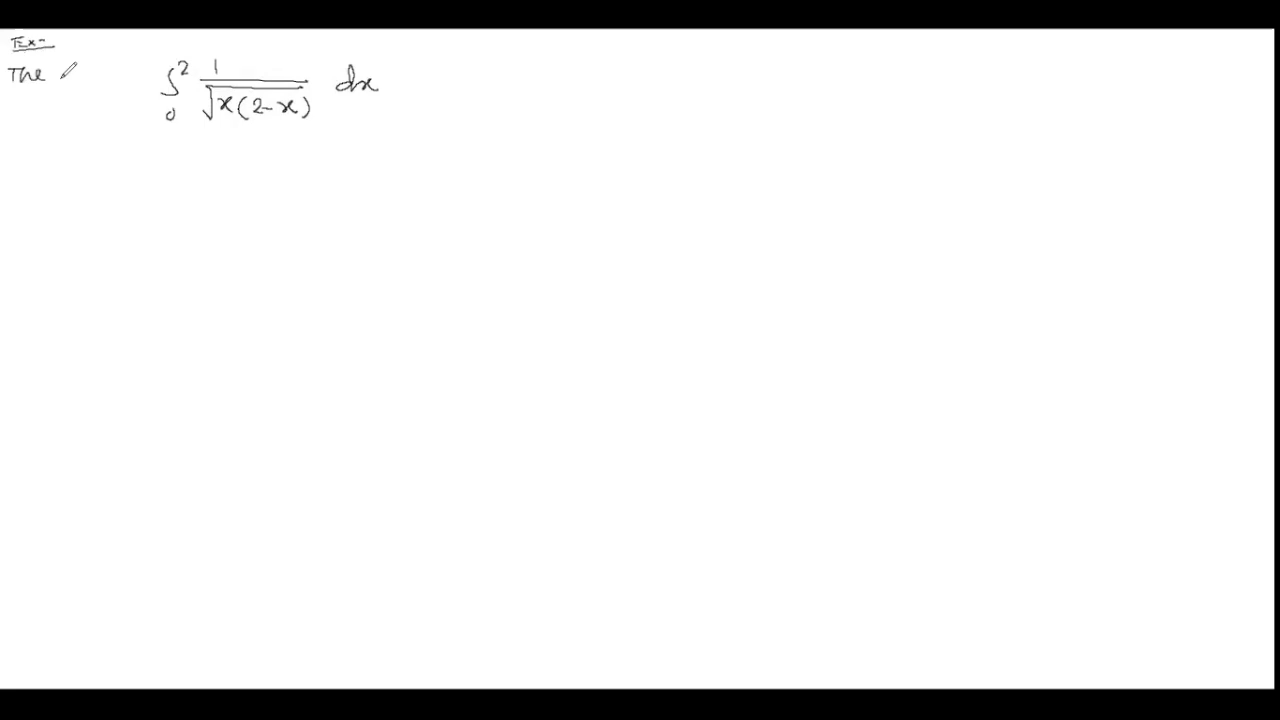 Ex-
The ∫₀² 1/√(x(2-x)) dx